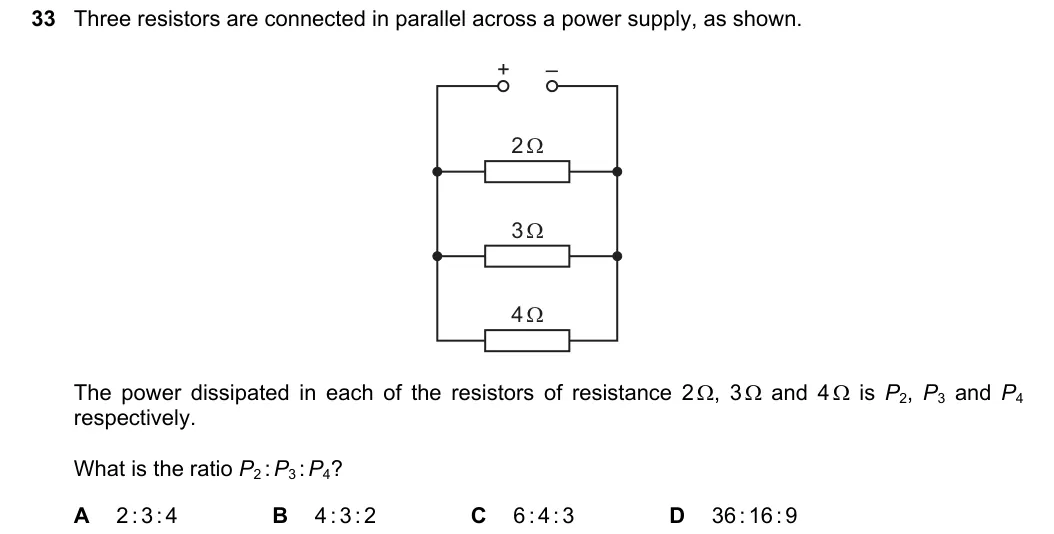 33 Three resistors are connected in parallel across a power supply, as shown.
+ –
2Ω
3Ω
4Ω
The power dissipated in each of the resistors of resistance 2Ω, 3Ω and 4Ω is P₂, P₃ and P₄
respectively.
What is the ratio P₂:P₃:P₄?
A 2:3:4 B 4:3:2 C 6:4:3 D 36:16:9